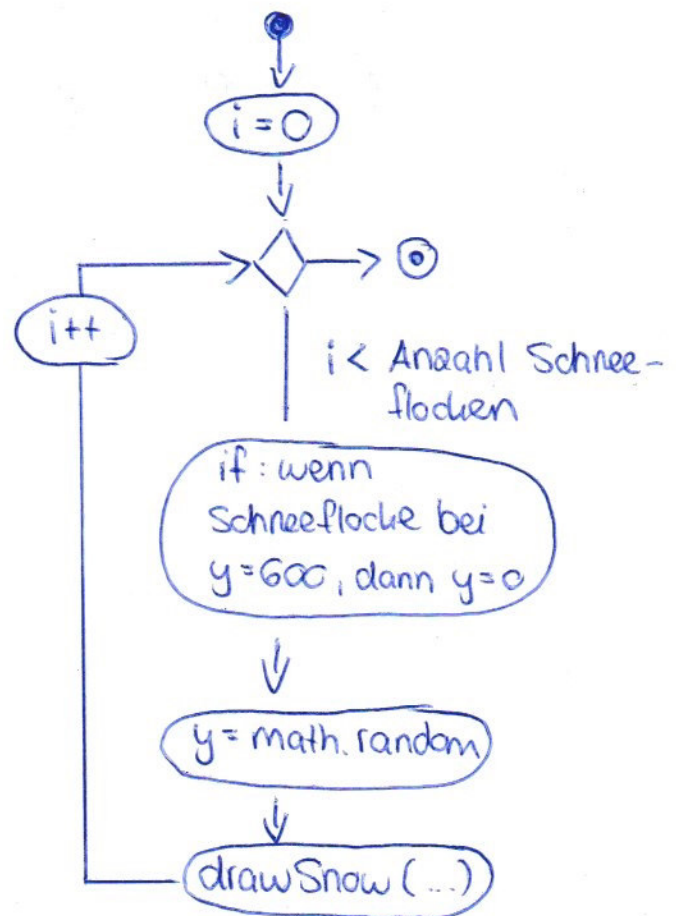 i = 0
i++
i < Anzahl Schnee-
flocken
if : wenn
Schneeflocke bei
y=600, dann y=0
y = math.random
drawSnow (...)